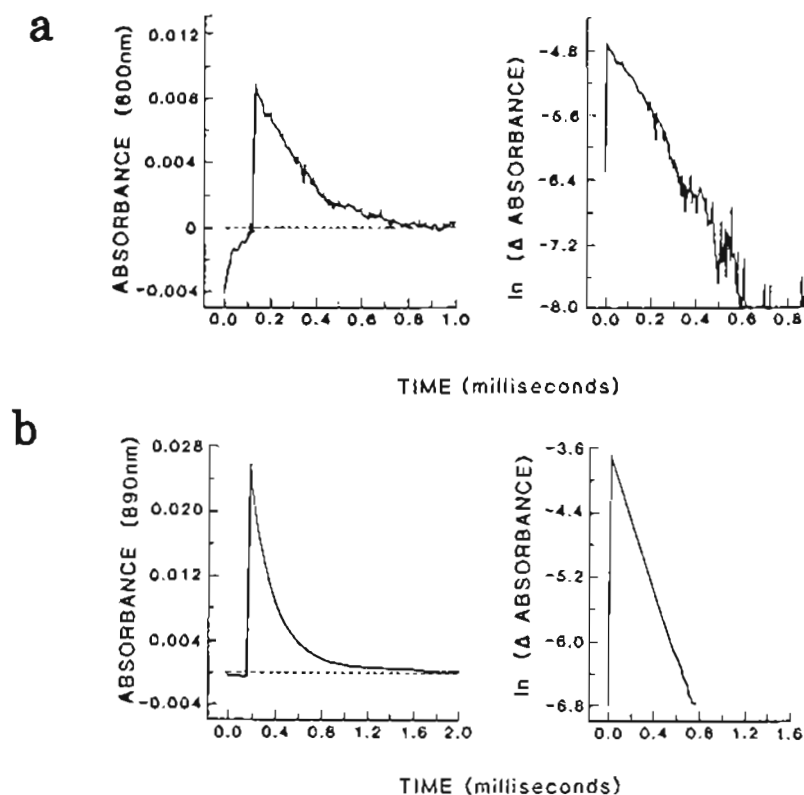 a
ABSORBANCE (600nm)
0.012
0.008
0.004
0
-0.004
0.0 0.2 0.4 0.6 0.8 1.0
ln (Δ ABSORBANCE)
-4.8
-5.6
-6.4
-7.2
-8.0
0.0 0.2 0.4 0.6 0.8
TIME (milliseconds)
b
ABSORBANCE (890nm)
0.028
0.020
0.012
0.004
-0.004
0.0 0.4 0.8 1.2 1.6 2.0
ln (Δ ABSORBANCE)
-3.6
-4.4
-5.2
-6.0
-6.8
0.0 0.4 0.8 1.2 1.6
TIME (milliseconds)